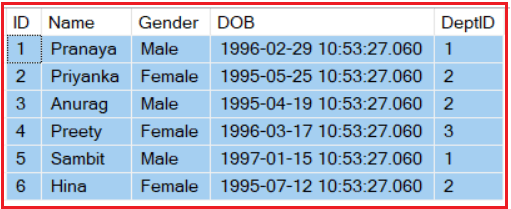 ID Name Gender DOB DeptID
1 Pranaya Male 1996-02-29 10:53:27.060 1
2 Priyanka Female 1995-05-25 10:53:27.060 2
3 Anurag Male 1995-04-19 10:53:27.060 2
4 Preety Female 1996-03-17 10:53:27.060 3
5 Sambit Male 1997-01-15 10:53:27.060 1
6 Hina Female 1995-07-12 10:53:27.060 2